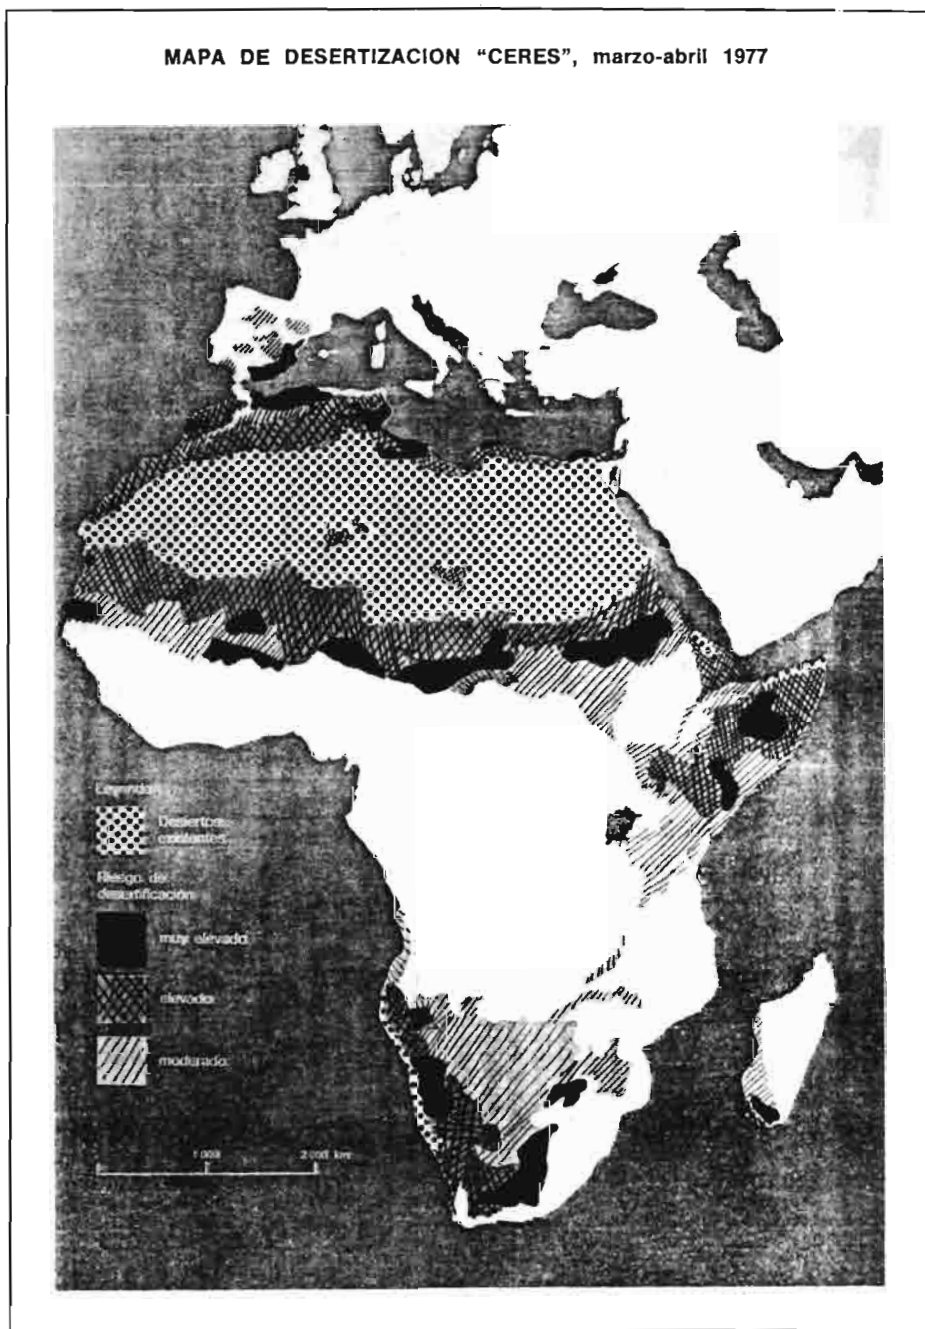 MAPA DE DESERTIZACION “CERES”, marzo-abril 1977
Leyenda
Desiertos
existentes
Riesgo de
desertificación
muy elevado
elevado
moderado
1 000
2 000 km